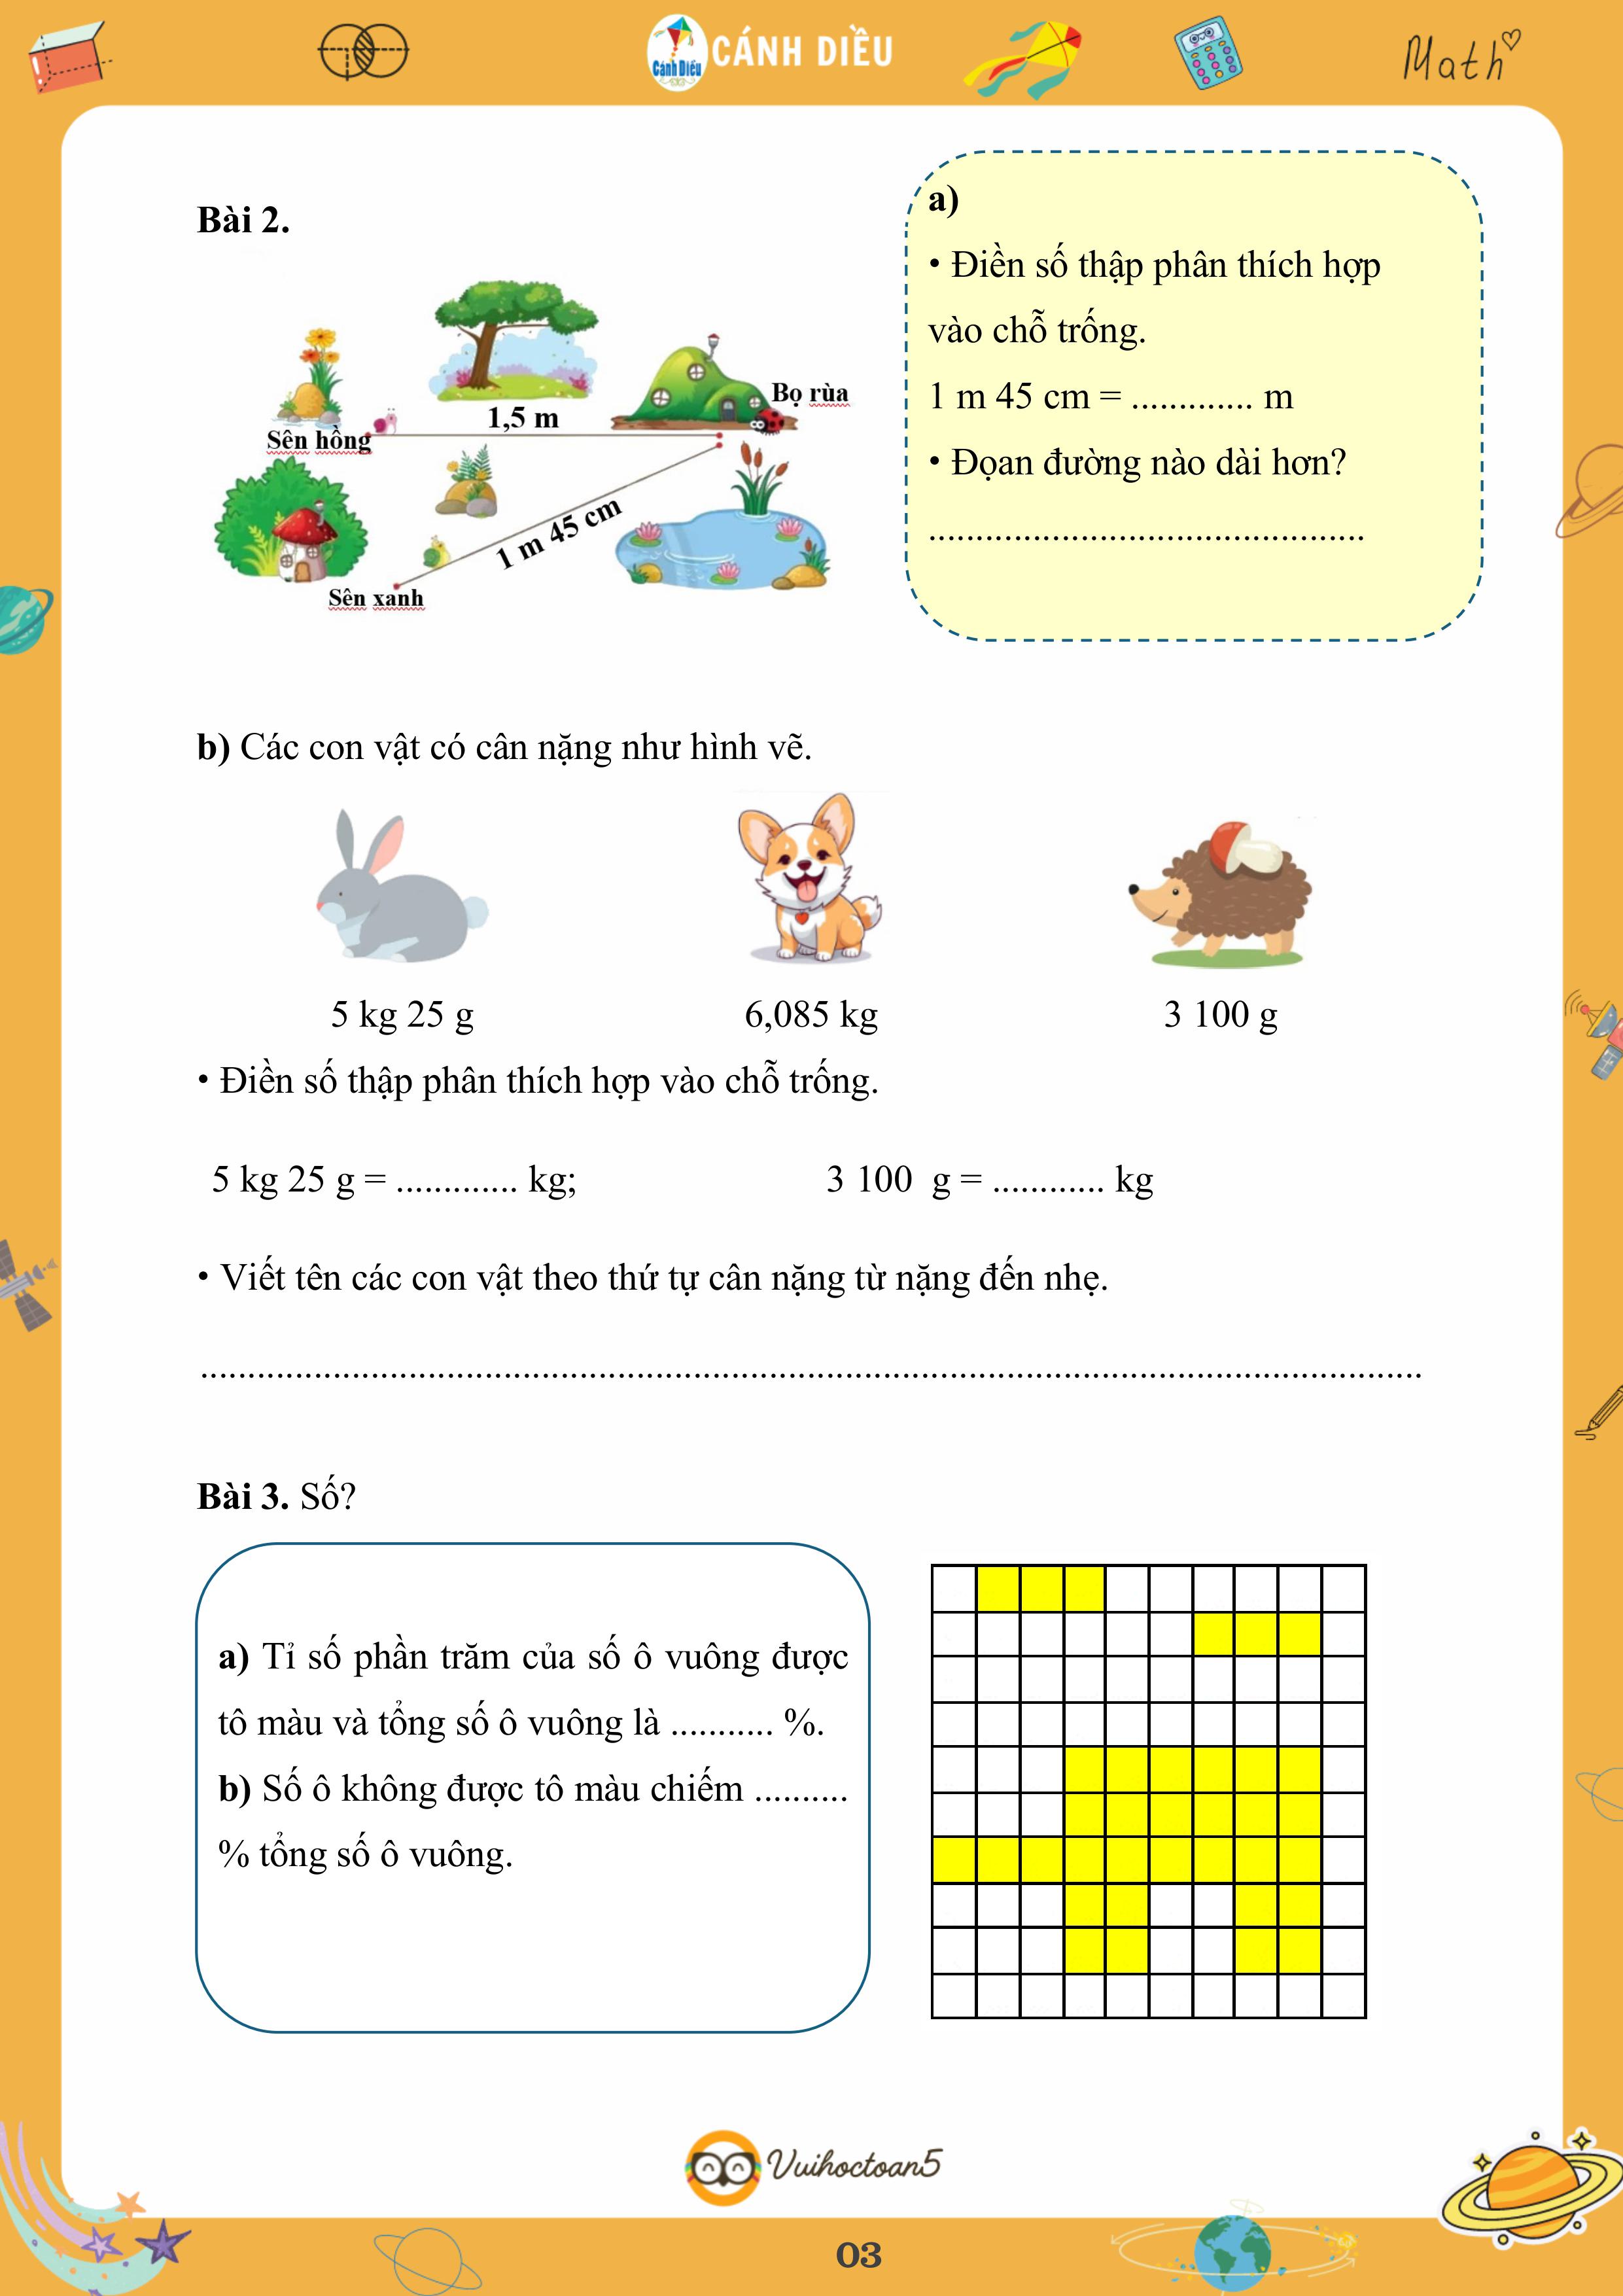 Cánh Diều
CÁNH DIỀU
Math
Bài 2.
1,5 m
Bọ rùa
Sên hồng
1 m 45 cm
Sên xanh
a)
• Điền số thập phân thích hợp
vào chỗ trống.
1 m 45 cm = ............. m
• Đọan đường nào dài hơn?
..............................................
b) Các con vật có cân nặng như hình vẽ.
5 kg 25 g 6,085 kg 3 100 g
• Điền số thập phân thích hợp vào chỗ trống.
5 kg 25 g = ............. kg; 3 100 g = ............ kg
• Viết tên các con vật theo thứ tự cân nặng từ nặng đến nhẹ.
.................................................................................................................................
Bài 3. Số?
a) Tỉ số phần trăm của số ô vuông được
tô màu và tổng số ô vuông là ........... %.
b) Số ô không được tô màu chiếm ..........
% tổng số ô vuông.
Vuihoctoan5
03